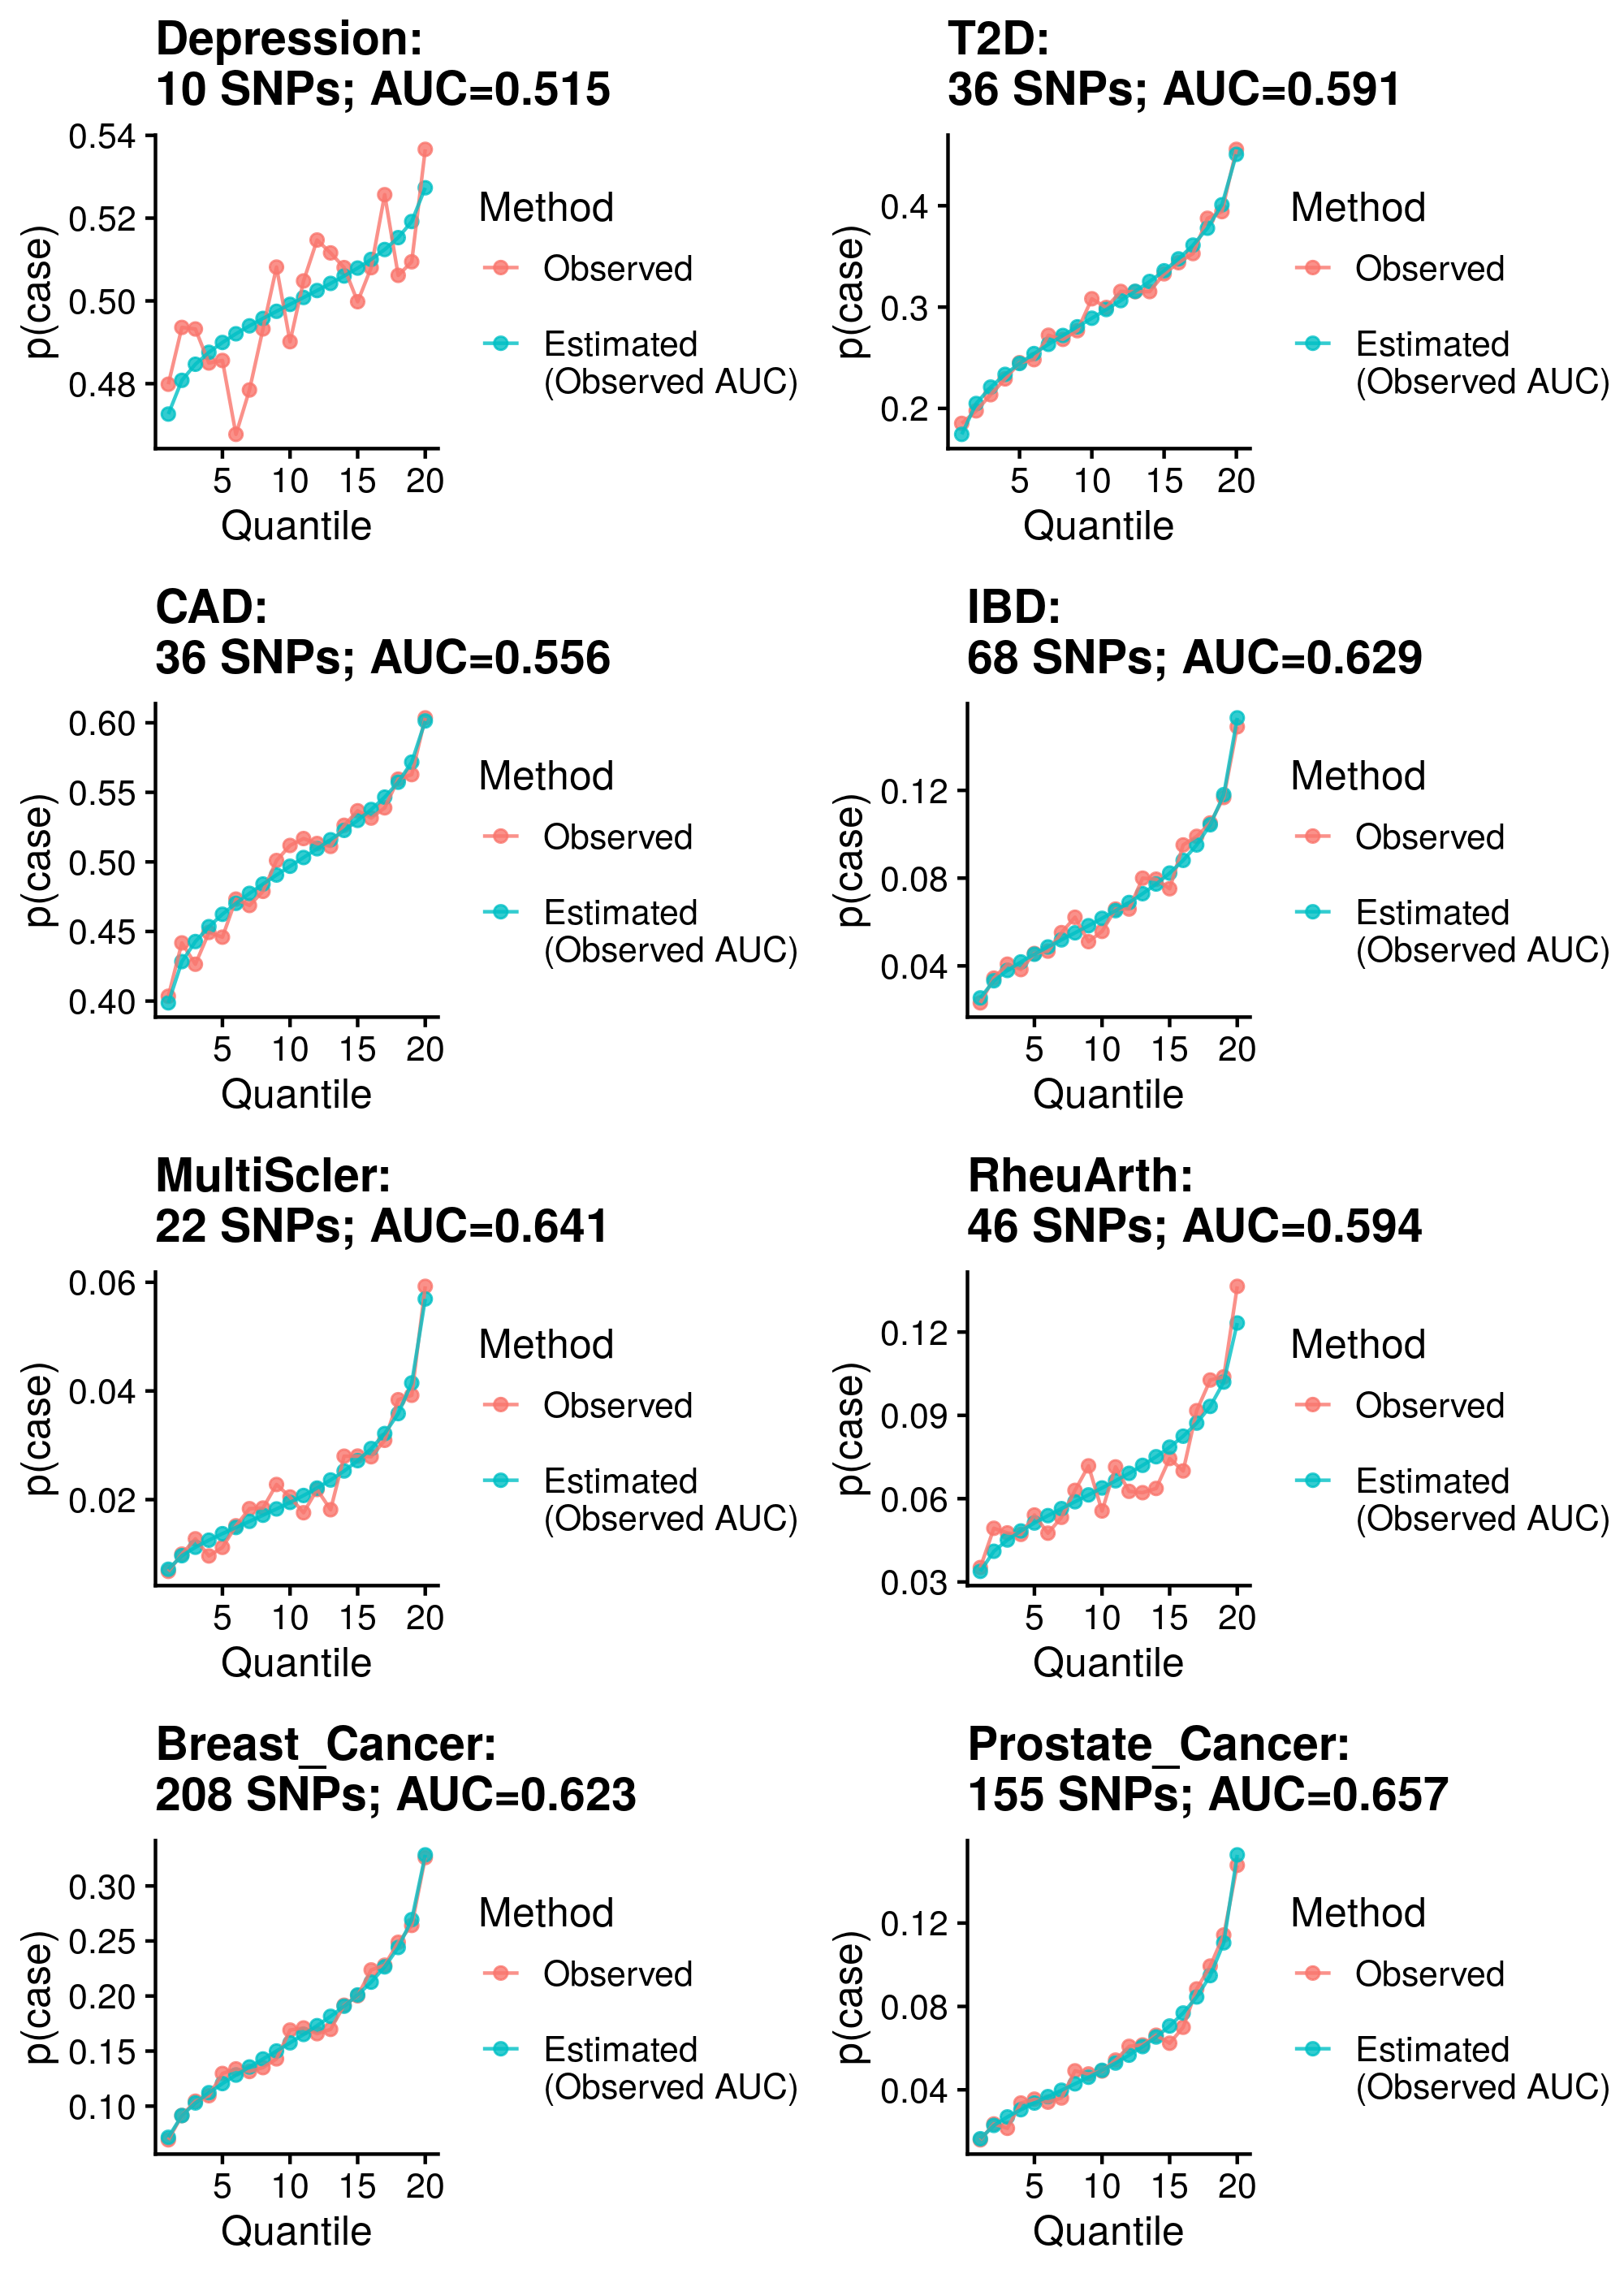 Depression:
10 SNPs; AUC=0.515
0.54
0.52
0.50
0.48
p(case)
5 10 15 20
Quantile
Method
Observed
Estimated
(Observed AUC)
T2D:
36 SNPs; AUC=0.591
0.4
0.3
0.2
p(case)
5 10 15 20
Quantile
Method
Observed
Estimated
(Observed AUC)
CAD:
36 SNPs; AUC=0.556
0.60
0.55
0.50
0.45
0.40
p(case)
5 10 15 20
Quantile
Method
Observed
Estimated
(Observed AUC)
IBD:
68 SNPs; AUC=0.629
0.12
0.08
0.04
p(case)
5 10 15 20
Quantile
Method
Observed
Estimated
(Observed AUC)
MultiScler:
22 SNPs; AUC=0.641
0.06
0.04
0.02
p(case)
5 10 15 20
Quantile
Method
Observed
Estimated
(Observed AUC)
RheuArth:
46 SNPs; AUC=0.594
0.12
0.09
0.06
0.03
p(case)
5 10 15 20
Quantile
Method
Observed
Estimated
(Observed AUC)
Breast_Cancer:
208 SNPs; AUC=0.623
0.30
0.25
0.20
0.15
0.10
p(case)
5 10 15 20
Quantile
Method
Observed
Estimated
(Observed AUC)
Prostate_Cancer:
155 SNPs; AUC=0.657
0.12
0.08
0.04
p(case)
5 10 15 20
Quantile
Method
Observed
Estimated
(Observed AUC)